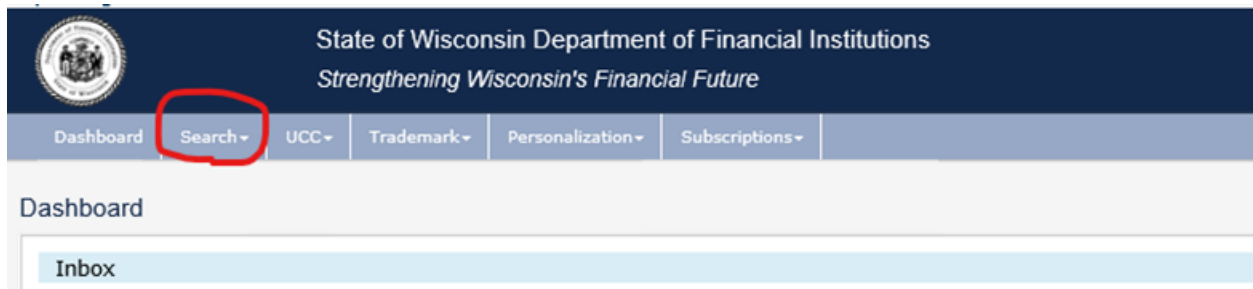 State of Wisconsin Department of Financial Institutions
Strengthening Wisconsin's Financial Future
Dashboard Search UCC Trademark Personalization Subscriptions
Dashboard
Inbox